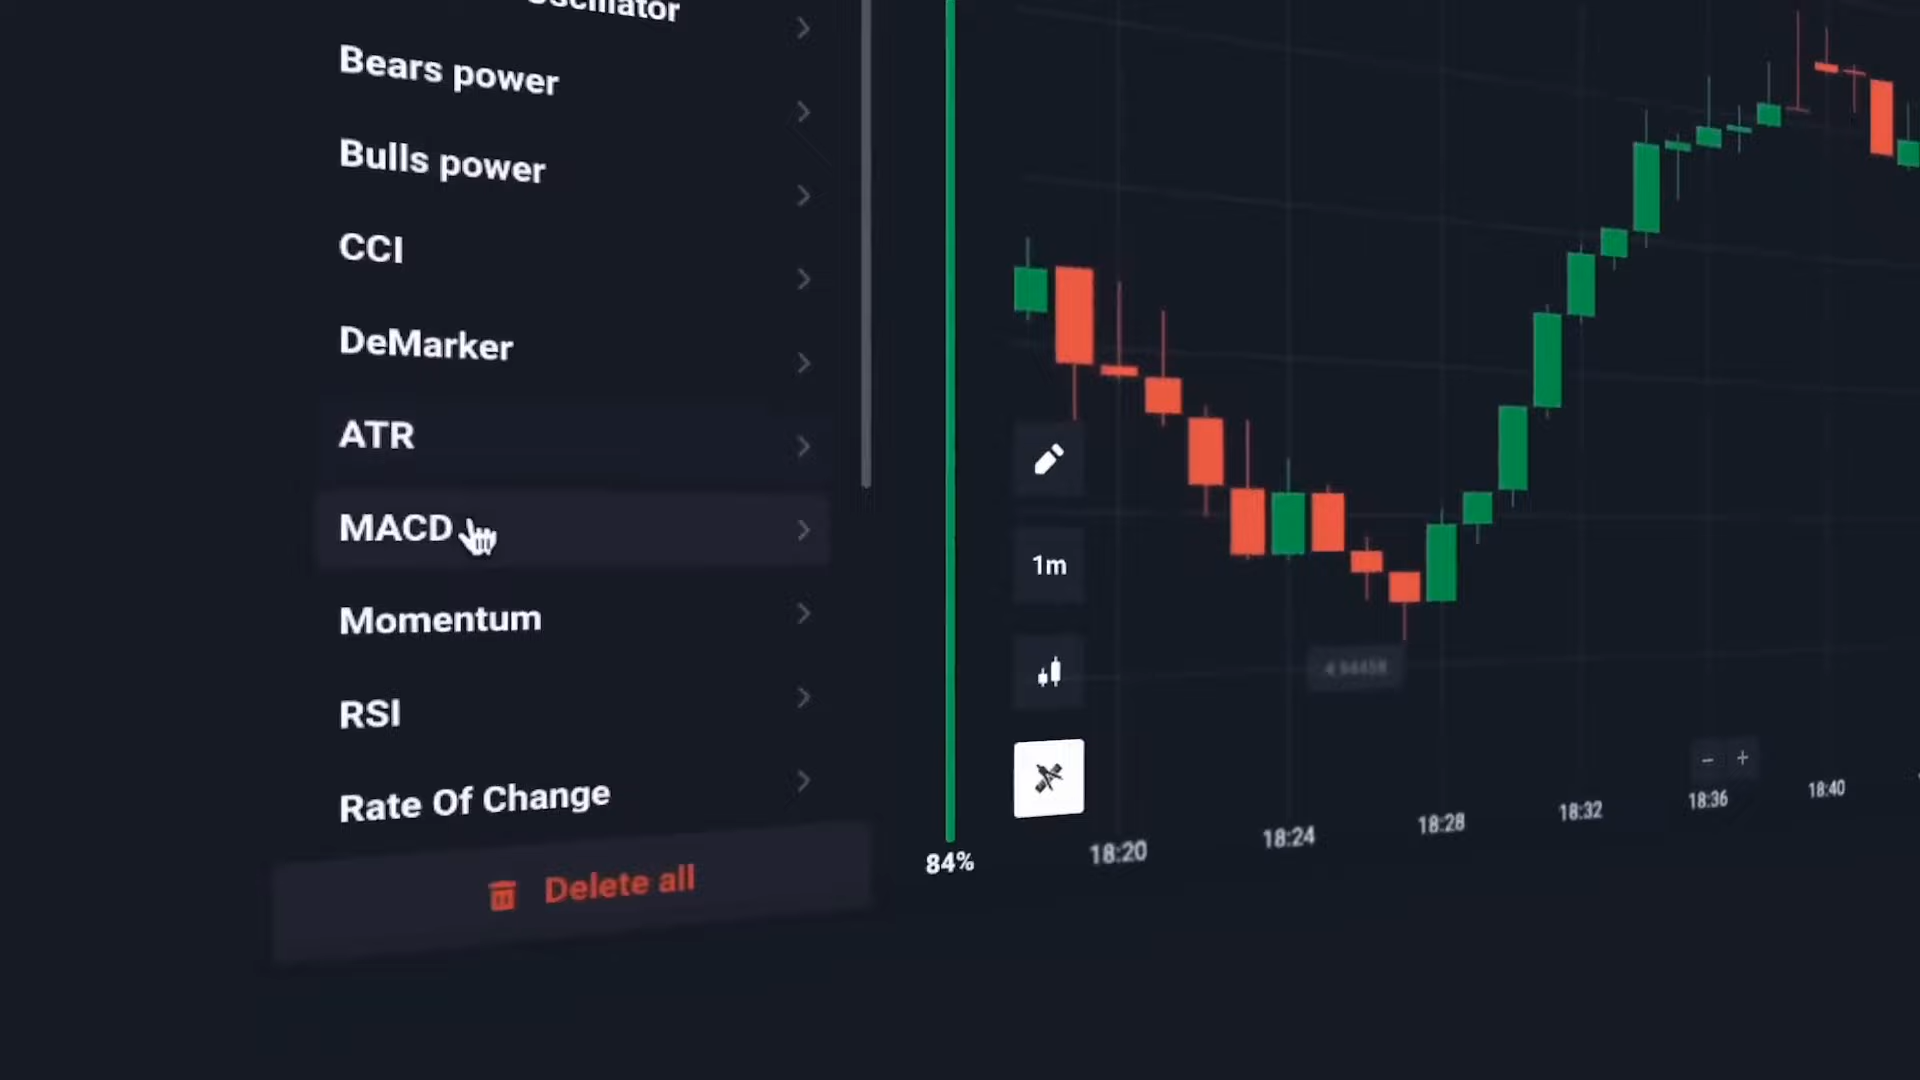 Oscillator
Bears power
Bulls power
CCI
DeMarker
ATR
MACD
Momentum
RSI
Rate Of Change
Delete all
84%
1m
18:20
18:24
18:28
18:32
18:36
18:40